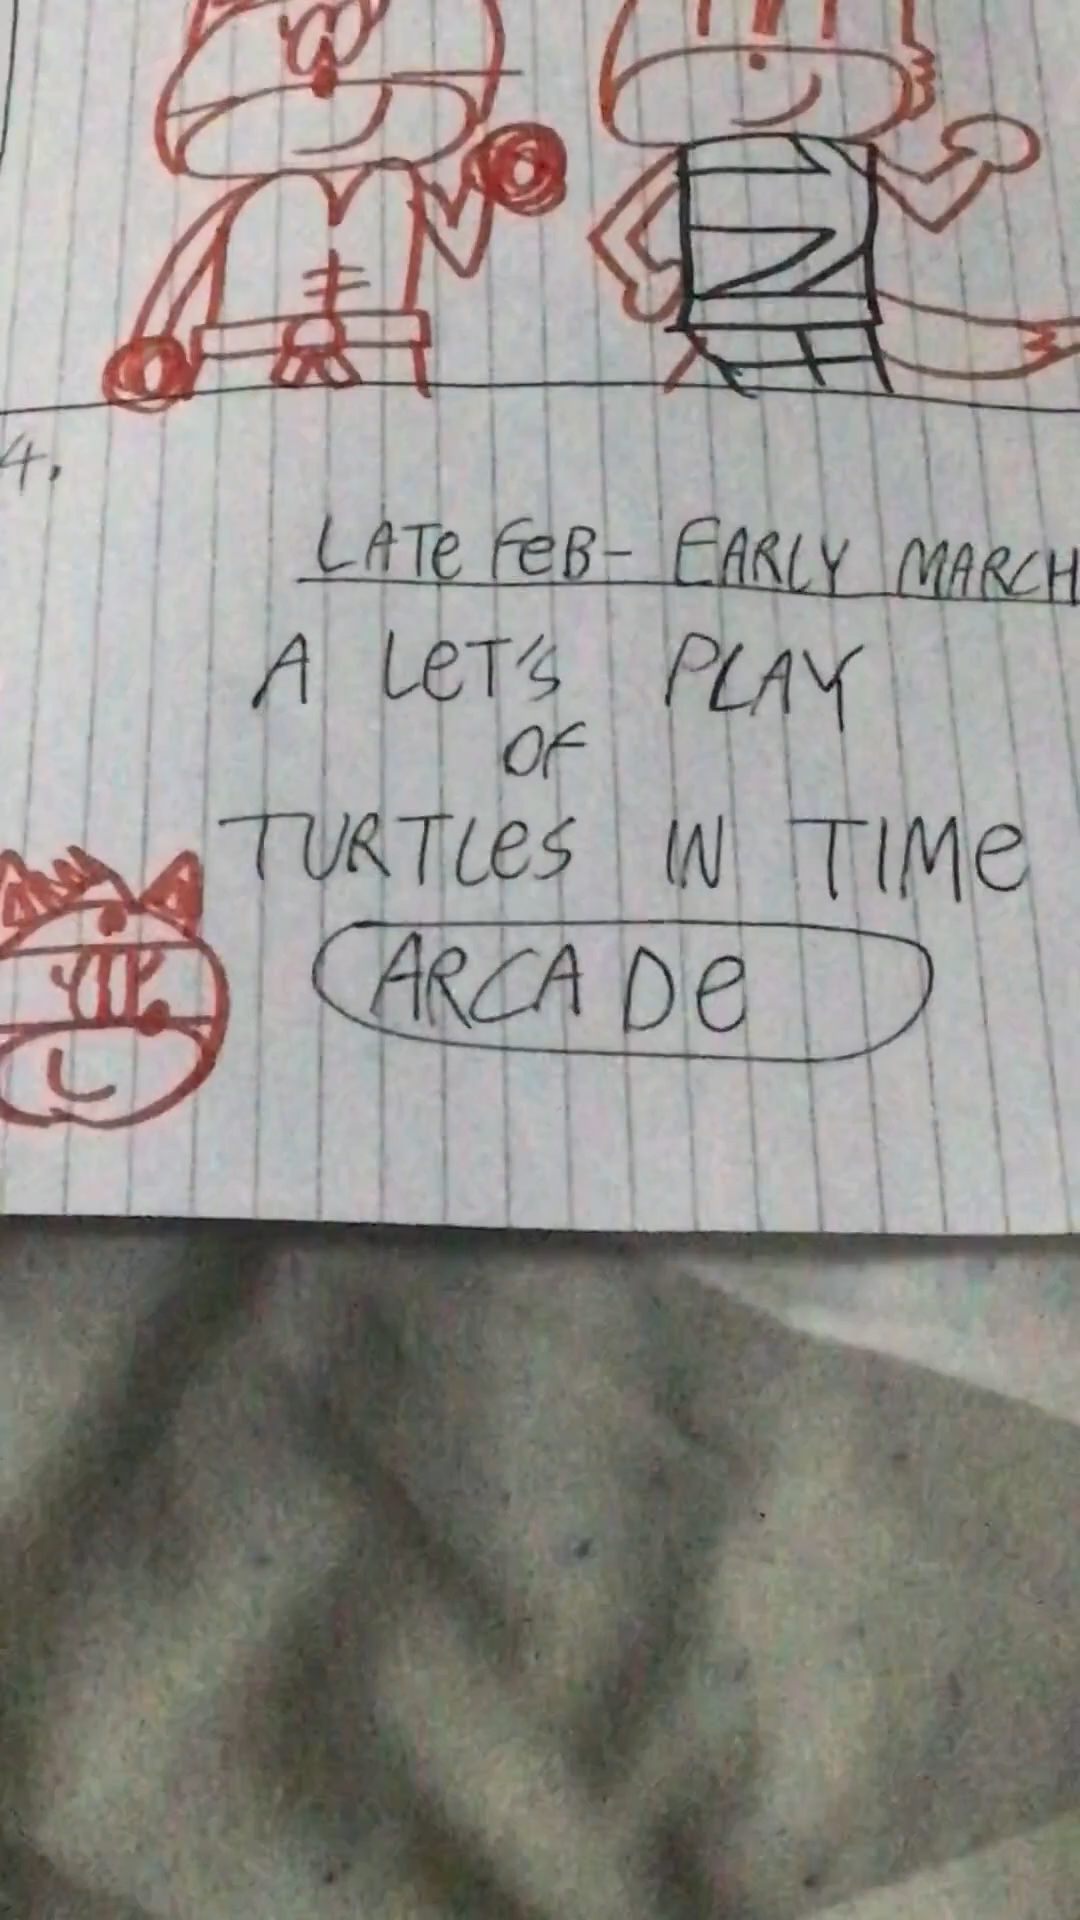 4.
LATE FEB- EARLY MARCH
A LET'S PLAY
OF
TURTLES IN TIME
ARCADE